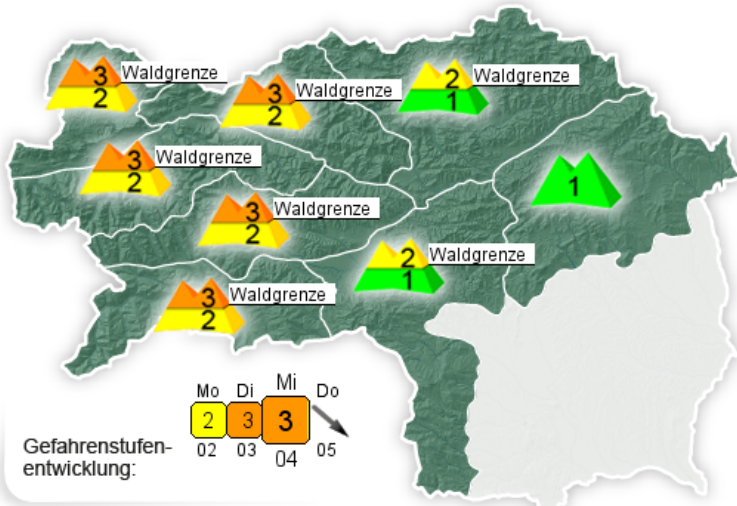 3 Waldgrenze
2
3 Waldgrenze
2
2 Waldgrenze
1
3 Waldgrenze
2
1
3 Waldgrenze
2
2 Waldgrenze
1
3 Waldgrenze
2
Mo Di Mi Do
2 3 3
02 03 04 05
Gefahrenstufen-
entwicklung: